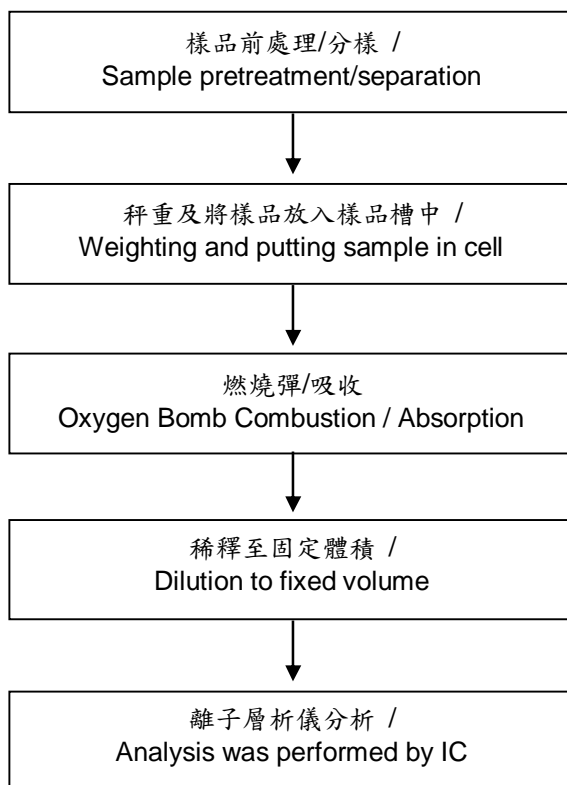 樣品前處理/分樣 /
Sample pretreatment/separation
秤重及將樣品放入樣品槽中 /
Weighting and putting sample in cell
燃燒彈/吸收
Oxygen Bomb Combustion / Absorption
稀釋至固定體積 /
Dilution to fixed volume
離子層析儀分析 /
Analysis was performed by IC